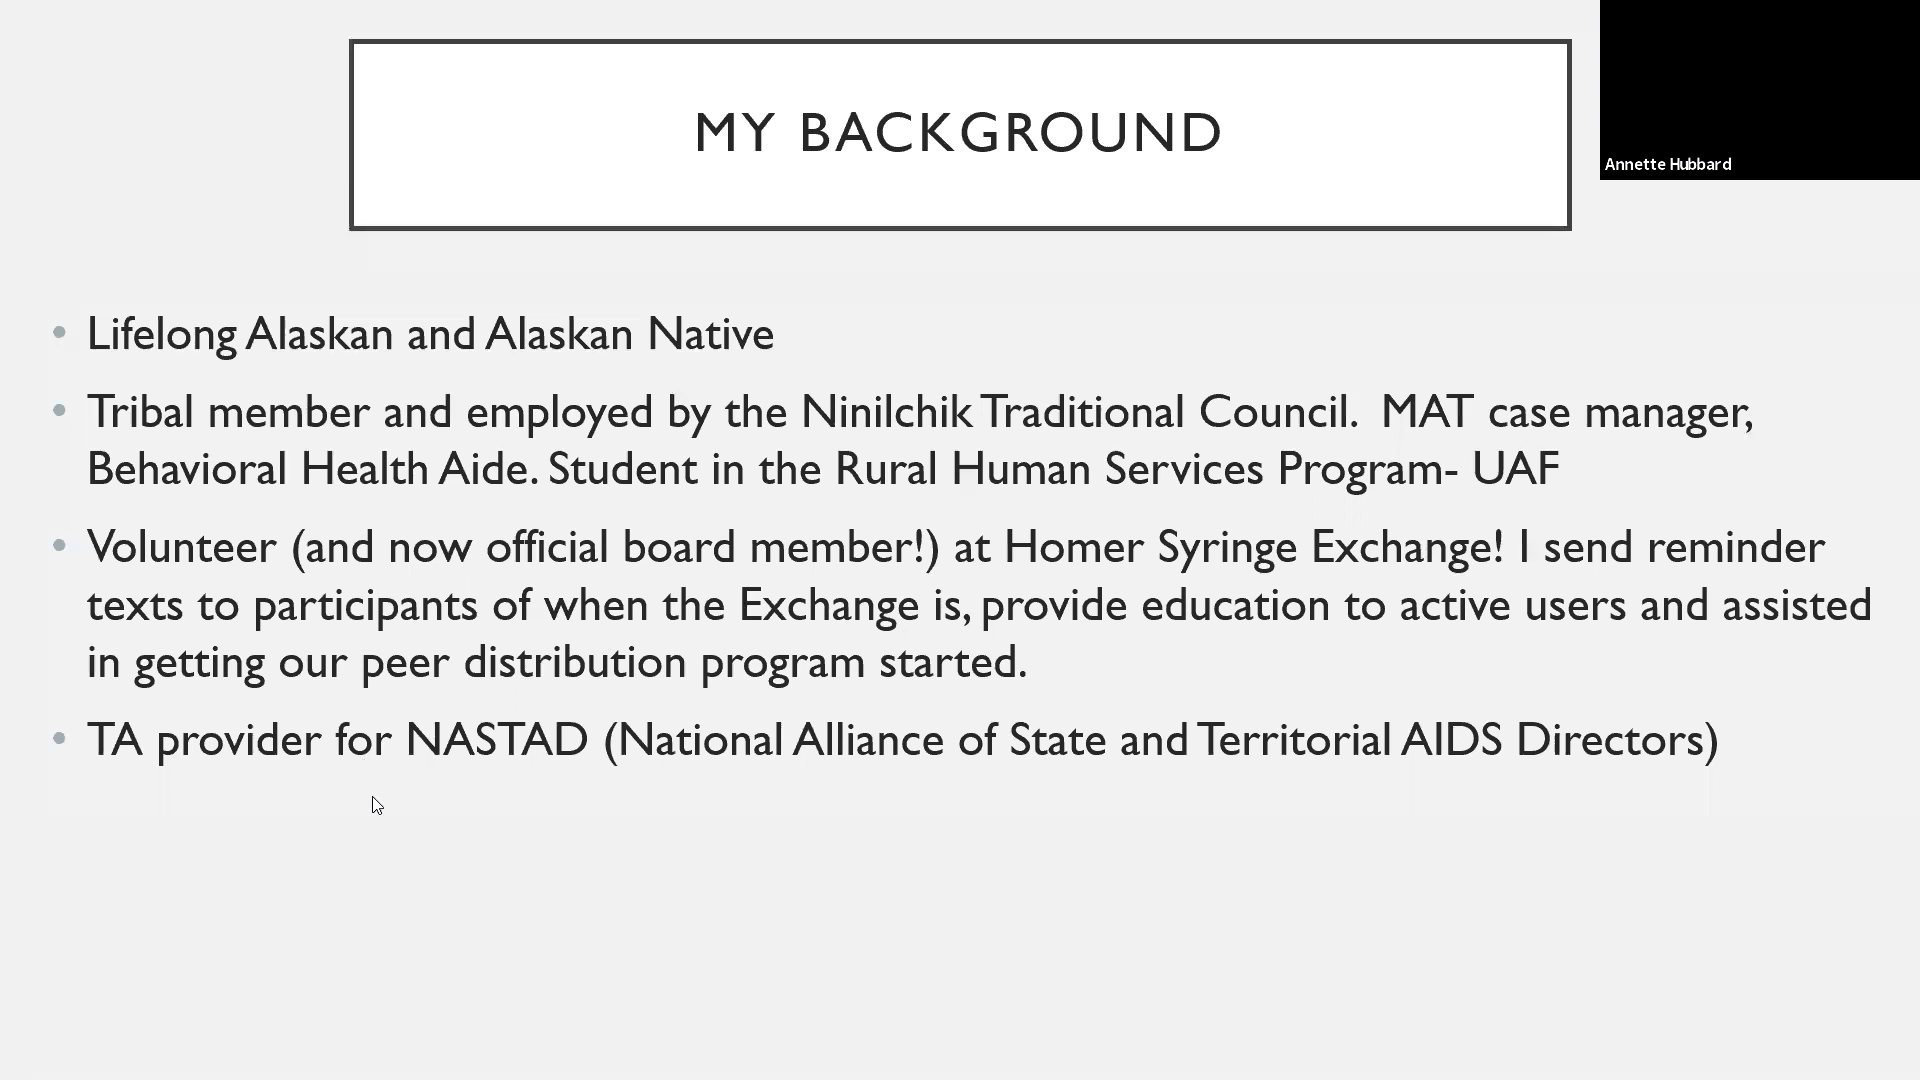 MY BACKGROUND
Annette Hubbard
• Lifelong Alaskan and Alaskan Native
• Tribal member and employed by the Ninilchik Traditional Council.  MAT case manager,
Behavioral Health Aide. Student in the Rural Human Services Program- UAF
• Volunteer (and now official board member!) at Homer Syringe Exchange! I send reminder
texts to participants of when the Exchange is, provide education to active users and assisted
in getting our peer distribution program started.
• TA provider for NASTAD (National Alliance of State and Territorial AIDS Directors)